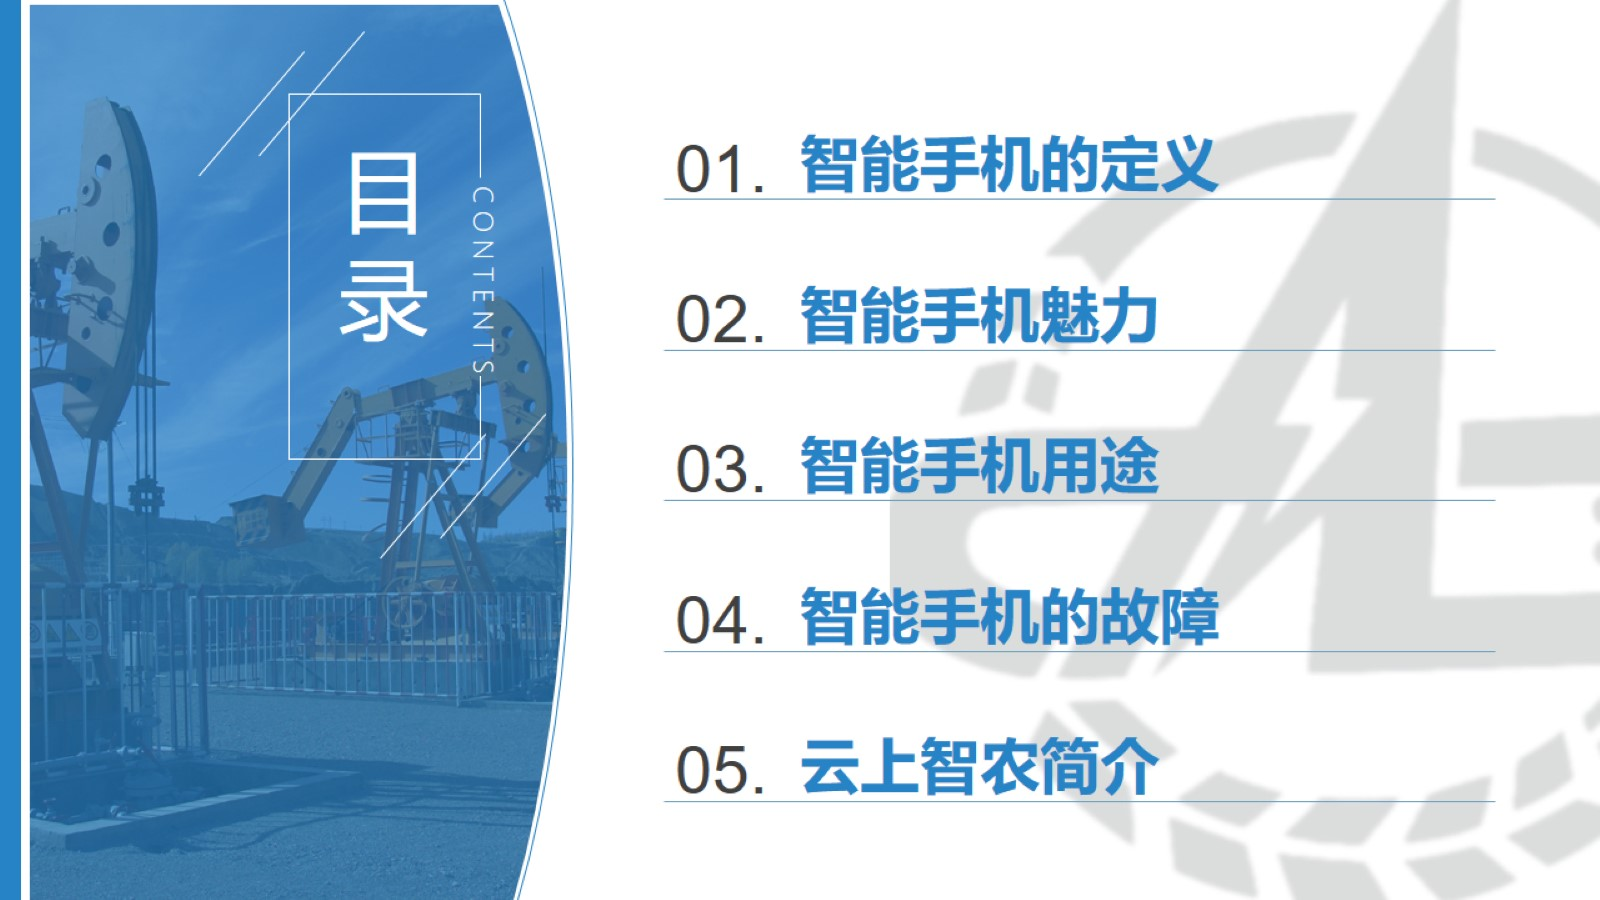 目录
CONTENTS
01. 智能手机的定义
02. 智能手机魅力
03. 智能手机用途
04. 智能手机的故障
05. 云上智农简介